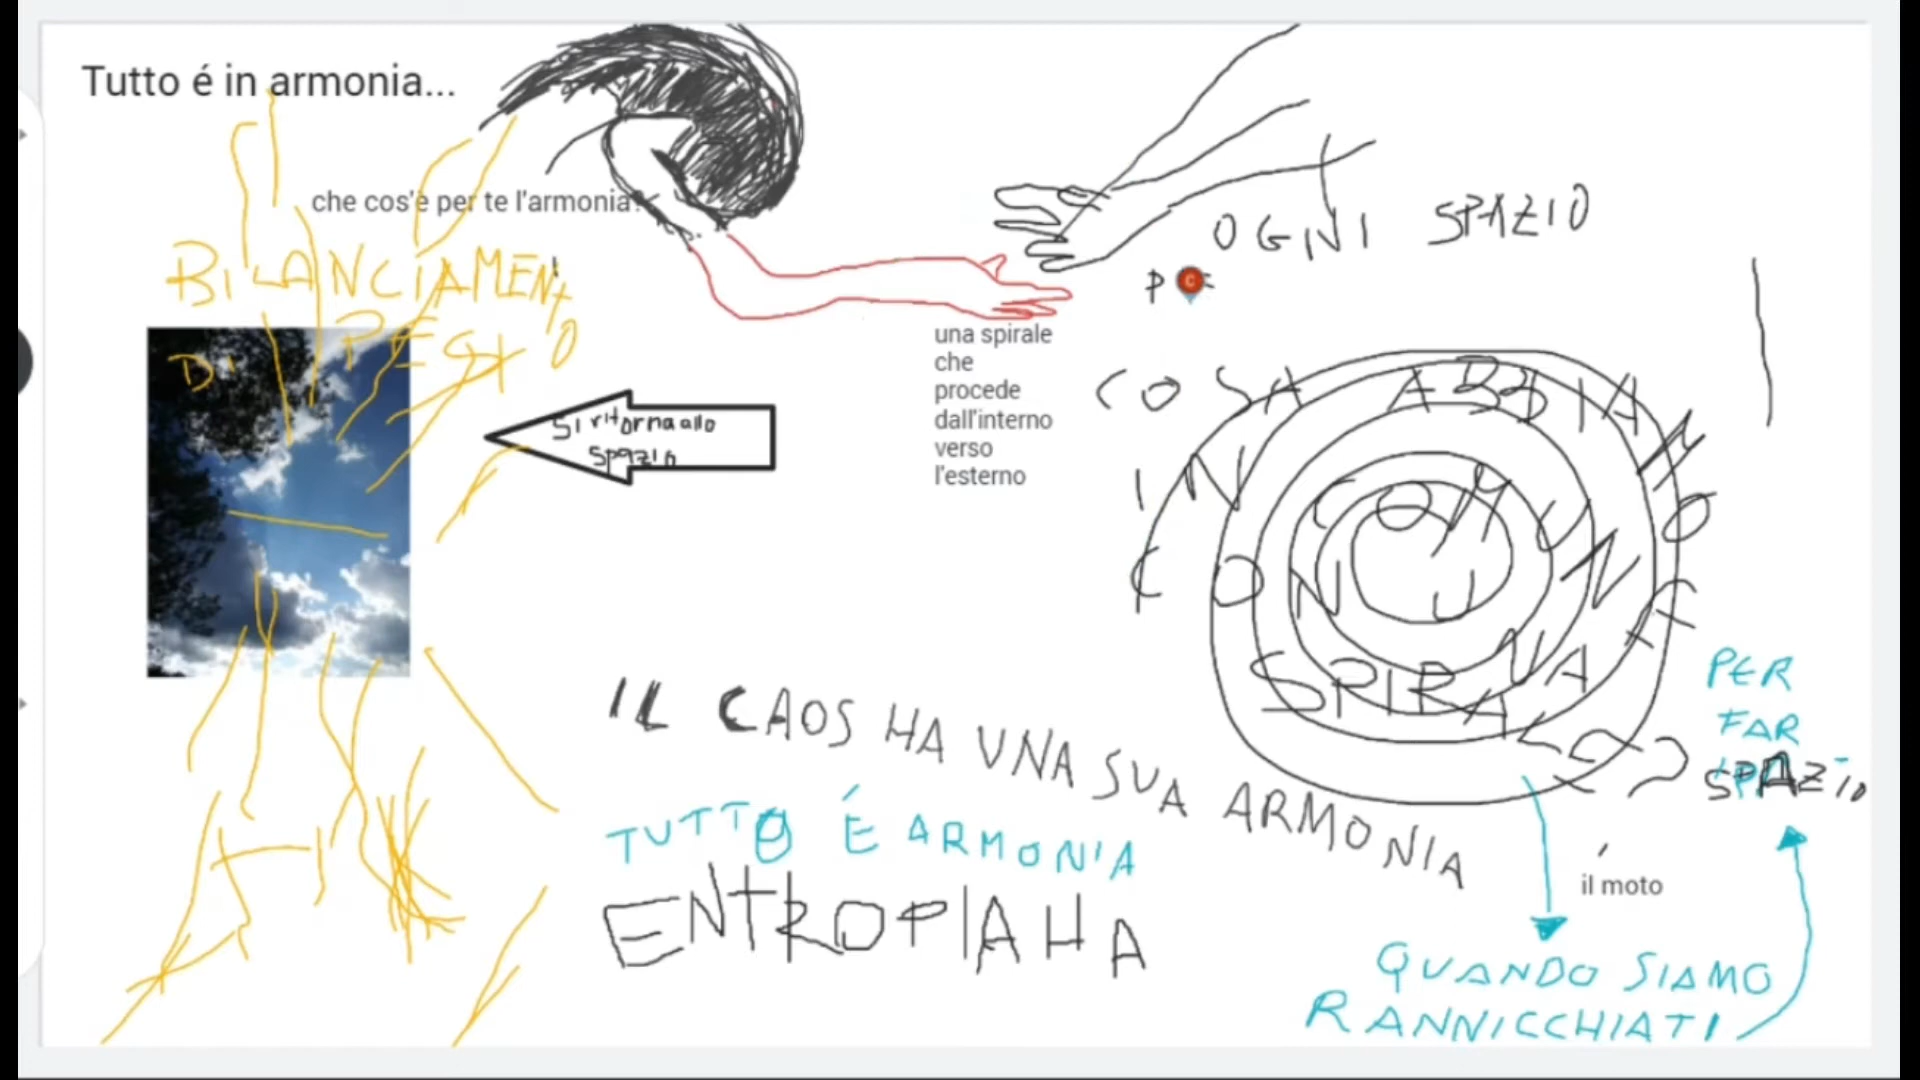 Tutto é in armonia...
che cos'è per te l'armonia?
BILANCIAMENTO
DI PESI
Si ritorna allo
spazio
una spirale
che
procede
dall'interno
verso
l'esterno
OGNI SPAZIO
COSA ABBIAMO
IN COMUNE
CON UNA
SPIRALE
IL CAOS HA UNA SUA ARMONIA
TUTTO É ARMONIA
ENTROPIA HA
PER
FAR
SPAZIO
il moto
QUANDO SIAMO
RANNICCHIATI